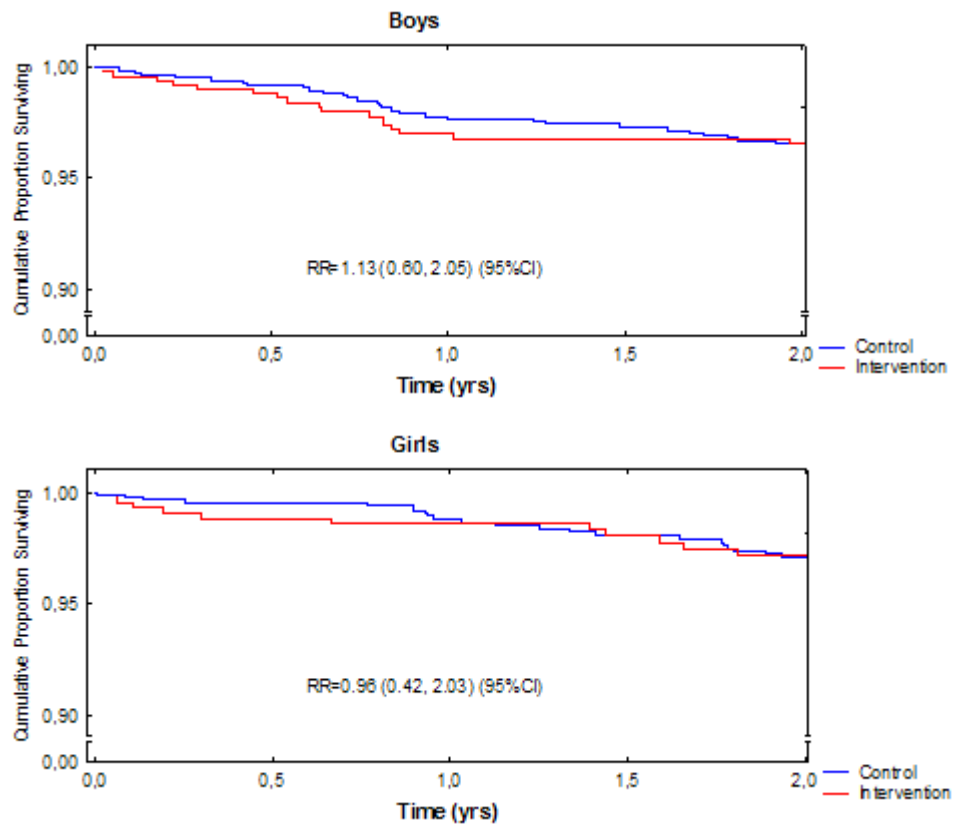 Boys
Cumulative Proportion Surviving
1,00
0,95
0,90
0,00
RR=1.13(0.60, 2.05) (95%CI)
0,0 0,5 1,0 1,5 2,0
Time (yrs)
Control
Intervention
Girls
Cumulative Proportion Surviving
1,00
0,95
0,90
0,00
RR=0.96 (0.42, 2.03) (95%CI)
0,0 0,5 1,0 1,5 2,0
Time (yrs)
Control
Intervention